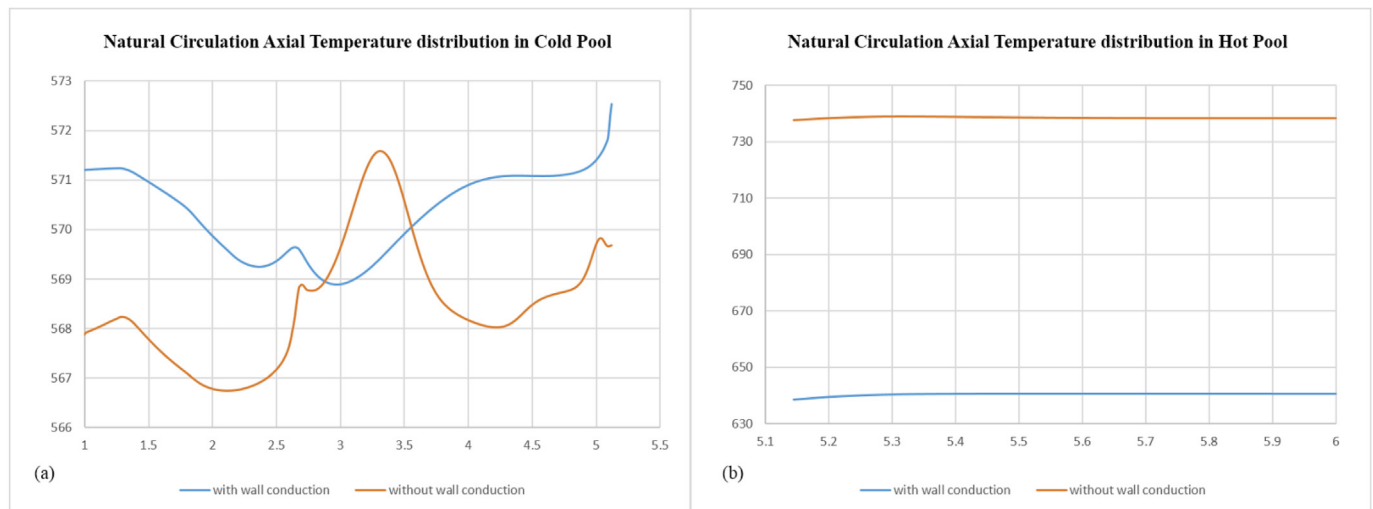 Natural Circulation Axial Temperature distribution in Cold Pool
573
572
571
570
569
568
567
566
1 1.5 2 2.5 3 3.5 4 4.5 5 5.5
(a)
with wall conduction without wall conduction
Natural Circulation Axial Temperature distribution in Hot Pool
750
730
710
690
670
650
630
5.1 5.2 5.3 5.4 5.5 5.6 5.7 5.8 5.9 6
(b)
with wall conduction without wall conduction